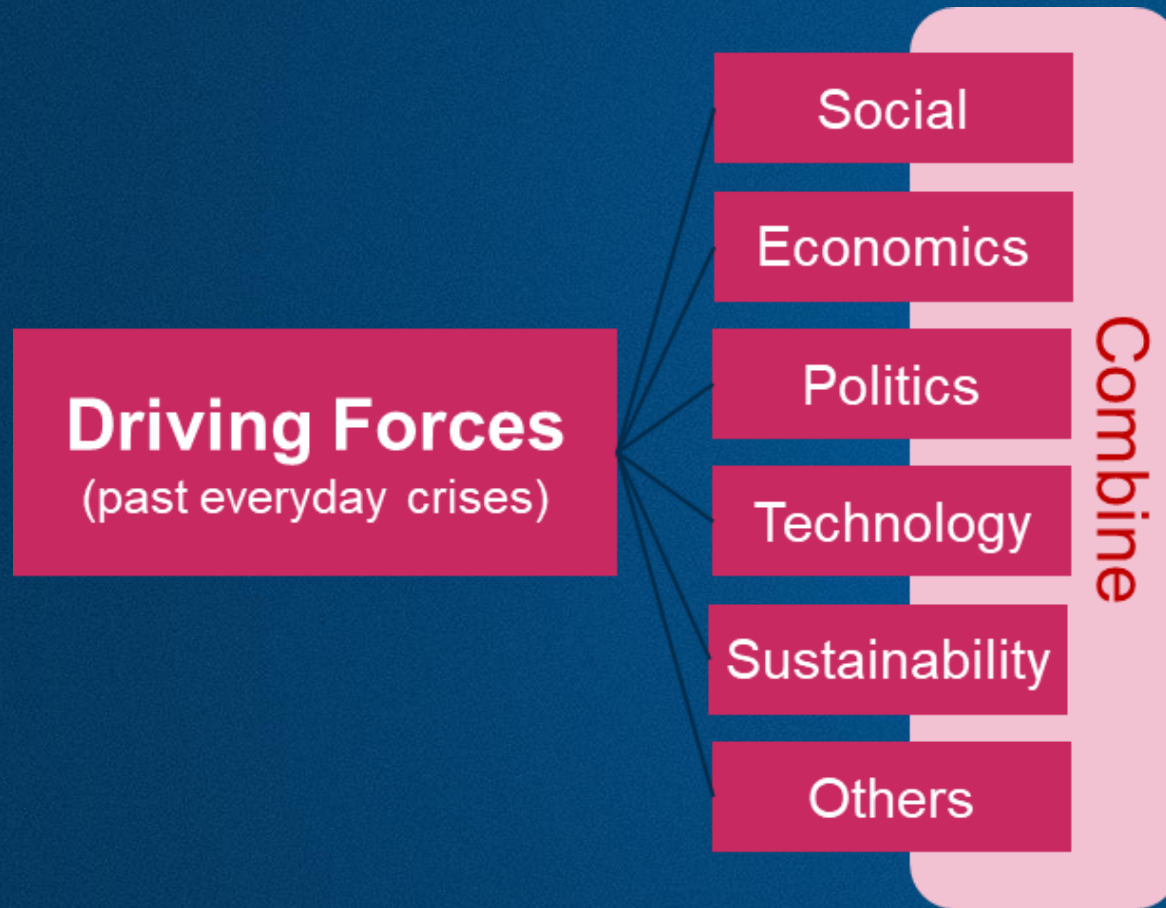 Social
Economics
Driving Forces
(past everyday crises)
Politics
Technology
Sustainability
Others
Combine